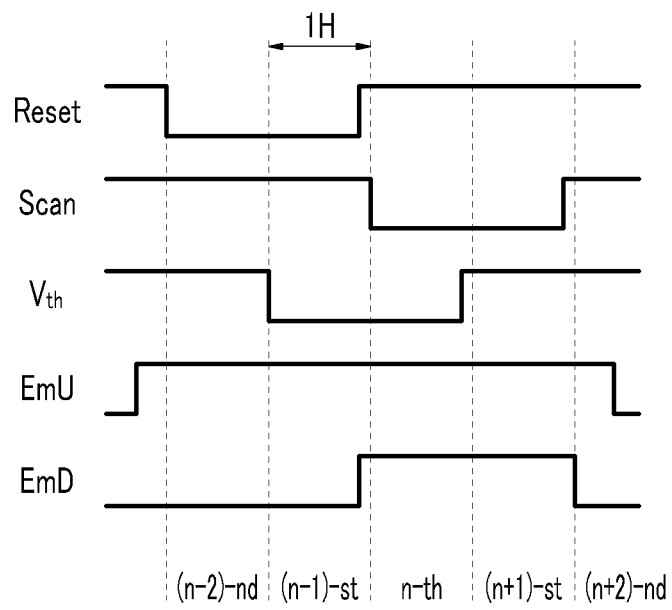 1H
Reset
Scan
Vth
EmU
EmD
(n-2)-nd (n-1)-st n-th (n+1)-st (n+2)-nd